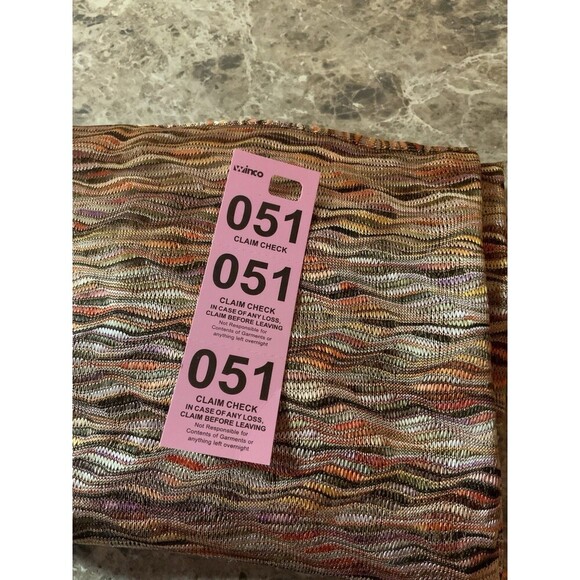 winco
051
CLAIM CHECK
051
CLAIM CHECK
IN CASE OF ANY LOSS,
CLAIM BEFORE LEAVING
Not Responsible for
Contents of Garments or
anything left overnight
051
CLAIM CHECK
IN CASE OF ANY LOSS,
CLAIM BEFORE LEAVING
Not Responsible for
Contents of Garments or
anything left overnight